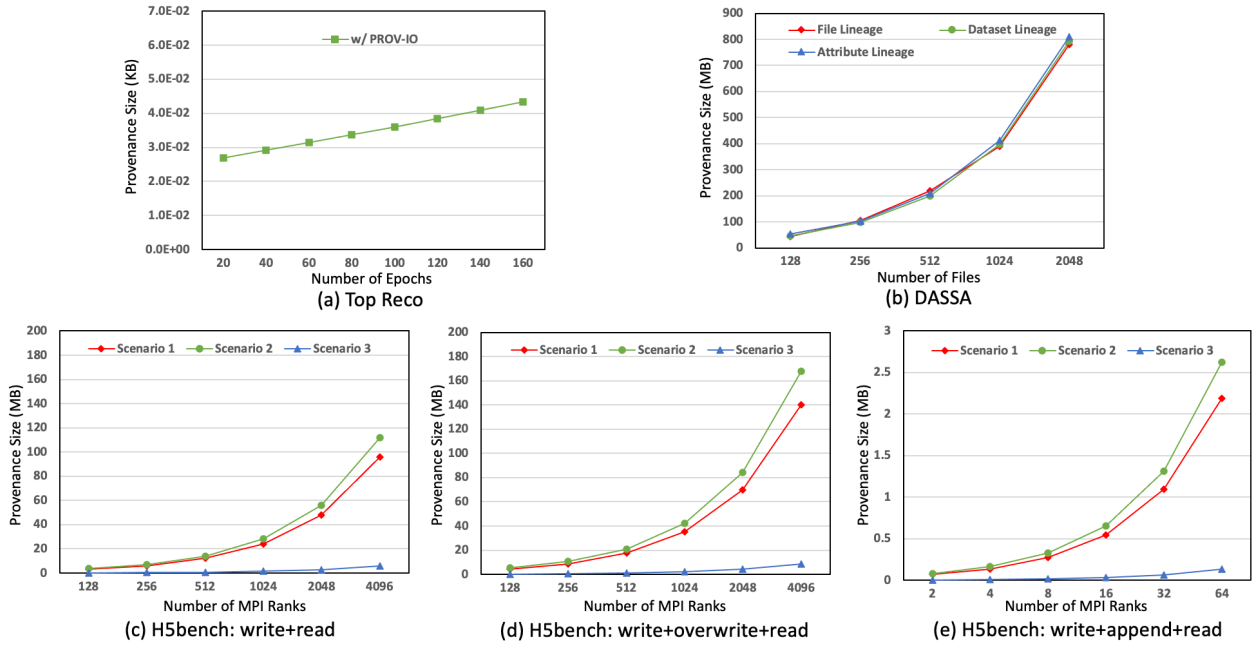 7.0E-02
6.0E-02
5.0E-02
4.0E-02
3.0E-02
2.0E-02
1.0E-02
0.0E+00
Provenance Size (KB)
w/ PROV-IO
20 40 60 80 100 120 140 160
Number of Epochs
(a) Top Reco
900
800
700
600
500
400
300
200
100
0
Provenance Size (MB)
File Lineage Dataset Lineage
Attribute Lineage
128 256 512 1024 2048
Number of Files
(b) DASSA
200
180
160
140
120
100
80
60
40
20
0
Provenance Size (MB)
Scenario 1 Scenario 2 Scenario 3
128 256 512 1024 2048 4096
Number of MPI Ranks
(c) H5bench: write+read
200
180
160
140
120
100
80
60
40
20
0
Provenance Size (MB)
Scenario 1 Scenario 2 Scenario 3
128 256 512 1024 2048 4096
Number of MPI Ranks
(d) H5bench: write+overwrite+read
3
2.5
2
1.5
1
0.5
0
Provenance Size (MB)
Scenario 1 Scenario 2 Scenario 3
2 4 8 16 32 64
Number of MPI Ranks
(e) H5bench: write+append+read